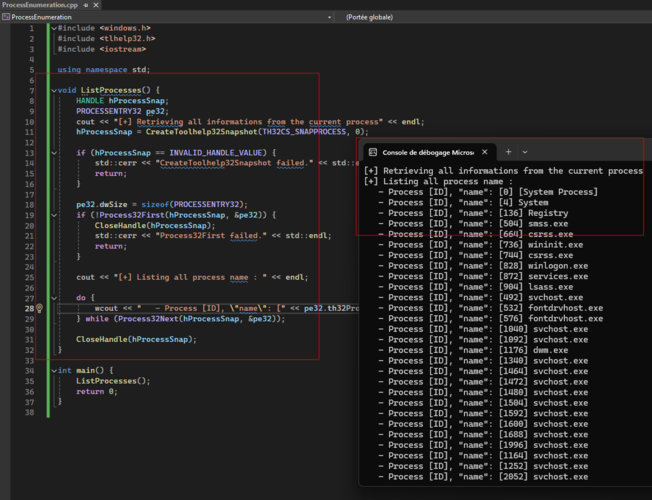 ProcessEnumeration.cpp
ProcessEnumeration
(Portée globale)
1 #include <windows.h>
2 #include <tlhelp32.h>
3 #include <iostream>
4
5 using namespace std;
6
7 void ListProcesses() {
8 HANDLE hProcessSnap;
9 PROCESSENTRY32 pe32;
10 cout << "[+] Retrieving all informations from the current process" << endl;
11 hProcessSnap = CreateToolhelp32Snapshot(TH32CS_SNAPPROCESS, 0);
12
13 if (hProcessSnap == INVALID_HANDLE_VALUE) {
14 std::cerr << "CreateToolhelp32Snapshot failed." << std::e
15 return;
16 }
17
18 pe32.dwSize = sizeof(PROCESSENTRY32);
19 if (!Process32First(hProcessSnap, &pe32)) {
20 CloseHandle(hProcessSnap);
21 std::cerr << "Process32First failed." << std::endl;
22 return;
23 }
24
25 cout << "[+] Listing all process name : " << endl;
26
27 do {
28 wcout << "   - Process [ID], \"name\": [" << pe32.th32Pro
29 } while (Process32Next(hProcessSnap, &pe32));
30
31 CloseHandle(hProcessSnap);
32 }
33
34 int main() {
35 ListProcesses();
36 return 0;
37 }
38
Console de débogage Microsof
[+] Retrieving all informations from the current process
[+] Listing all process name :
- Process [ID], "name": [0] [System Process]
- Process [ID], "name": [4] System
- Process [ID], "name": [136] Registry
- Process [ID], "name": [504] smss.exe
- Process [ID], "name": [664] csrss.exe
- Process [ID], "name": [736] wininit.exe
- Process [ID], "name": [744] csrss.exe
- Process [ID], "name": [828] winlogon.exe
- Process [ID], "name": [872] services.exe
- Process [ID], "name": [904] lsass.exe
- Process [ID], "name": [492] svchost.exe
- Process [ID], "name": [532] fontdrvhost.exe
- Process [ID], "name": [576] fontdrvhost.exe
- Process [ID], "name": [1040] svchost.exe
- Process [ID], "name": [1092] svchost.exe
- Process [ID], "name": [1176] dwm.exe
- Process [ID], "name": [1340] svchost.exe
- Process [ID], "name": [1464] svchost.exe
- Process [ID], "name": [1472] svchost.exe
- Process [ID], "name": [1480] svchost.exe
- Process [ID], "name": [1504] svchost.exe
- Process [ID], "name": [1592] svchost.exe
- Process [ID], "name": [1600] svchost.exe
- Process [ID], "name": [1688] svchost.exe
- Process [ID], "name": [1996] svchost.exe
- Process [ID], "name": [1164] svchost.exe
- Process [ID], "name": [1252] svchost.exe
- Process [ID], "name": [2052] svchost.exe